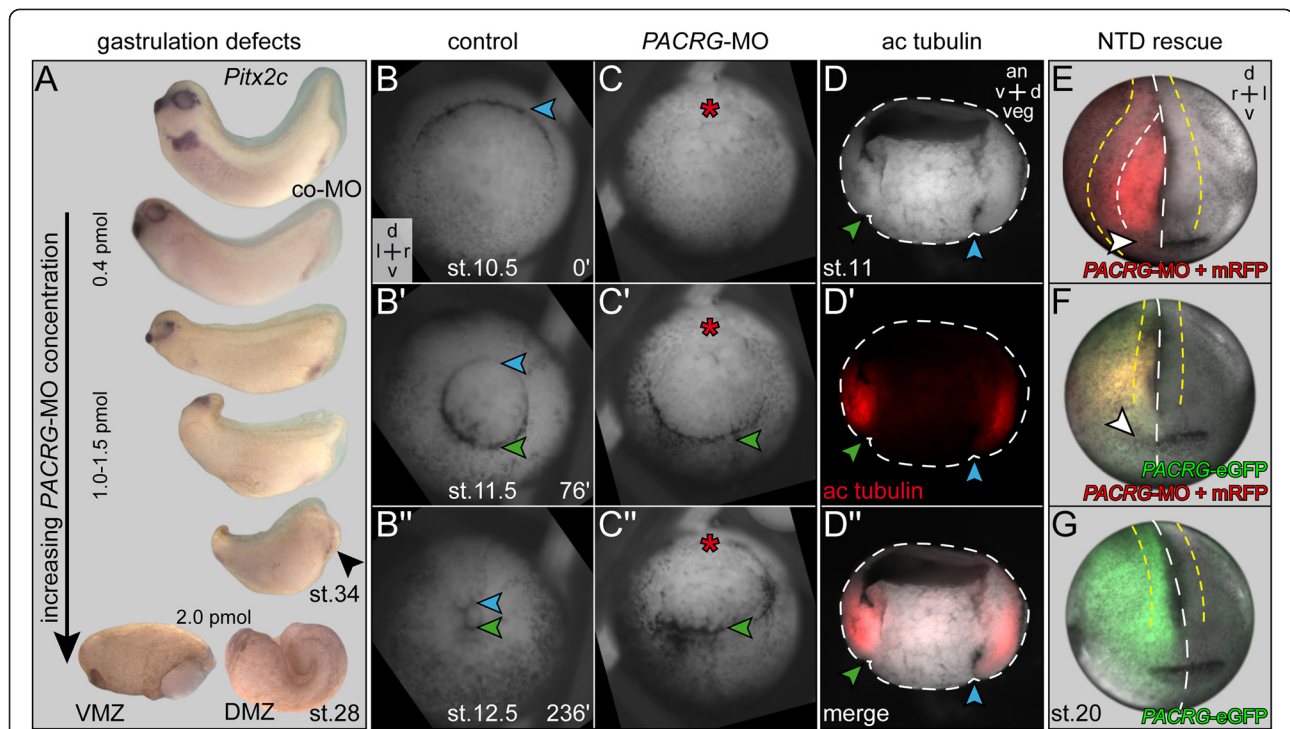 gastrulation defects
control
PACRG-MO
ac tubulin
NTD rescue
A
Pitx2c
co-MO
increasing PACRG-MO concentration
0.4 pmol
1.0-1.5 pmol
st.34
2.0 pmol
VMZ
DMZ
st.28
B
d
l r
v
st.10.5
0'
B'
st.11.5
76'
B''
st.12.5
236'
C
*
C'
*
C''
*
D
an
v d
veg
st.11
D'
ac tubulin
D''
merge
E
d
r l
v
PACRG-MO + mRFP
F
PACRG-eGFP
PACRG-MO + mRFP
G
st.20
PACRG-eGFP